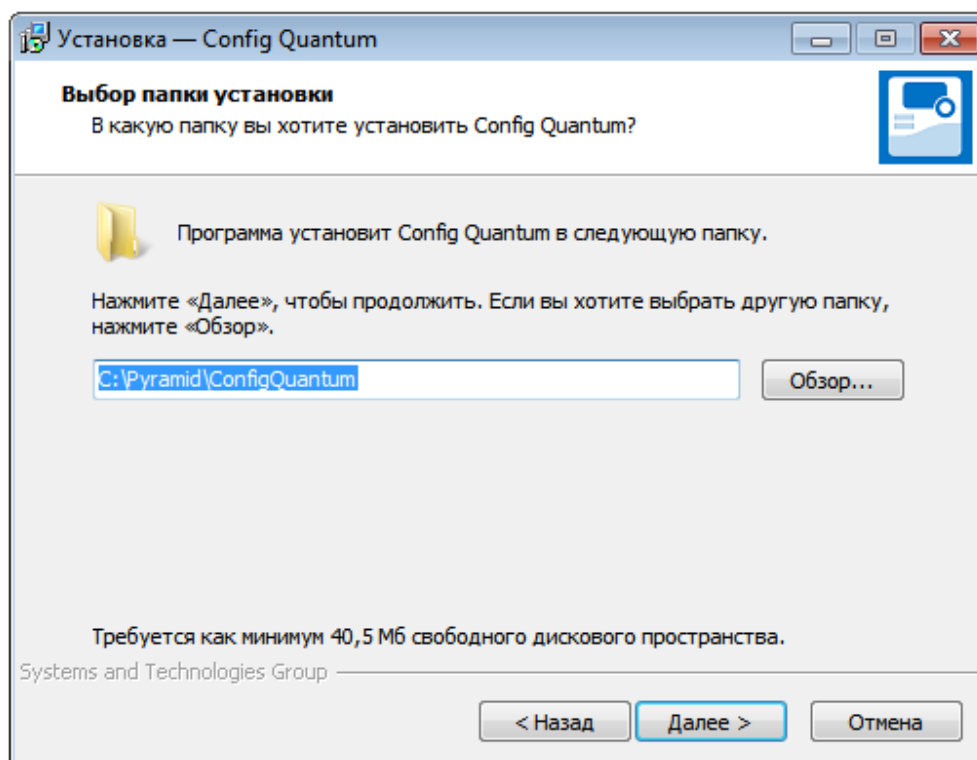 Установка — Config Quantum
Выбор папки установки
В какую папку вы хотите установить Config Quantum?
Программа установит Config Quantum в следующую папку.
Нажмите «Далее», чтобы продолжить. Если вы хотите выбрать другую папку,
нажмите «Обзор».
C:\Pyramid\ConfigQuantum
Обзор...
Требуется как минимум 40,5 Мб свободного дискового пространства.
Systems and Technologies Group
< Назад
Далее >
Отмена